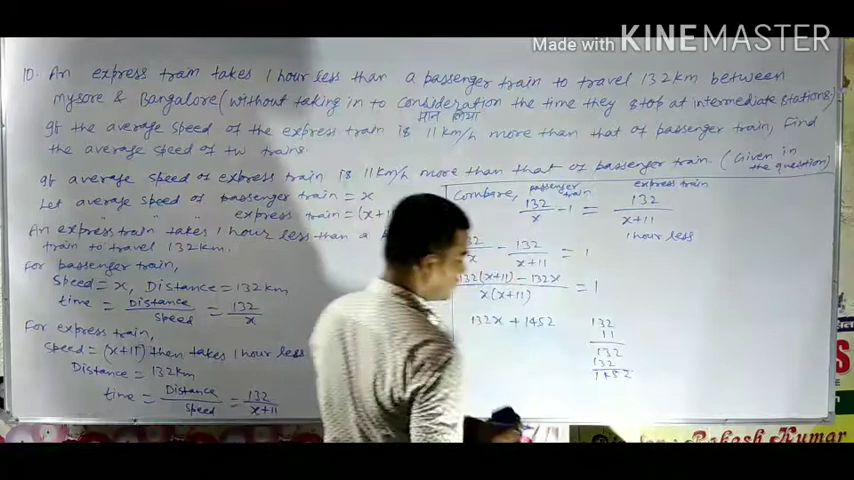 Made with KINEMASTER
10. An express train takes 1 hour less than a passenger train to travel 132 km between
Mysore & Bangalore (without taking in to consideration the time they stop at intermediate stations)
मान लिया
If the average speed of the express train is 11 km/h more than that of passenger train, Find
the average speed of tw trains.
If average speed of express train is 11 km/h more than that of passenger train. (Given in
the question)
Let average speed of passenger train = x
" " " express train = (x+11
An express train takes 1 hour less than a
train to travel 132 km.
For passenger train,
Speed = x, Distance = 132 km
time = Distance / Speed = 132 / x
For express train,
Speed = (x+11) then takes 1 hour less
Distance = 132 km
time = Distance / Speed = 132 / x+11
Compare, passenger train express train
132 / x - 1 = 132 / x+11
1 hour less
132 / x - 132 / x+11 = 1
132(x+11) - 132x / x(x+11) = 1
132x + 1452
132
11
132
132
1452
Rakesh Kumar